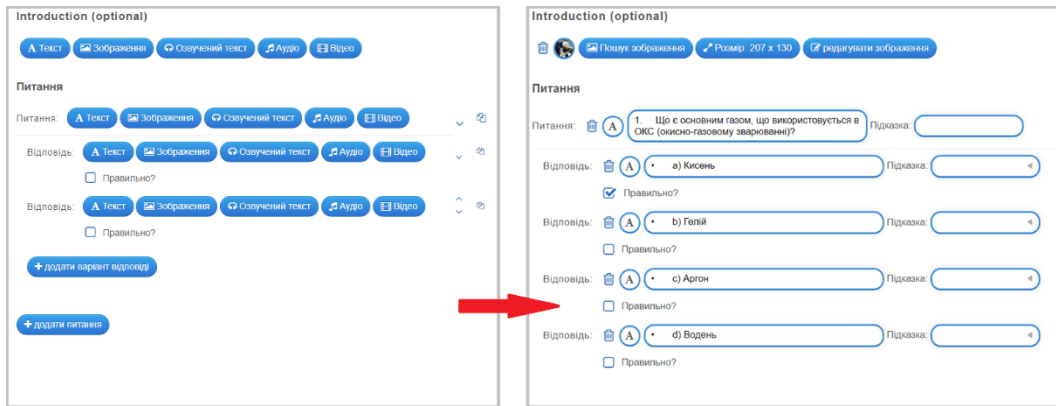 Introduction (optional)
Текст Зображення Озвучений текст Аудіо Відео
Питання
Питання: Текст Зображення Озвучений текст Аудіо Відео
Відповідь: Текст Зображення Озвучений текст Аудіо Відео
Правильно?
Відповідь: Текст Зображення Озвучений текст Аудіо Відео
Правильно?
+ додати варіант відповіді
+ додати питання
Introduction (optional)
Пошук зображення Розмір: 207 x 130 редагувати зображення
Питання
Питання: A 1. Що є основним газом, що використовується в
ОКС (окисно-газовому зварюванні)?
Підказка:
Відповідь: A • a) Кисень Підказка:
Правильно?
Відповідь: A • b) Гелій Підказка:
Правильно?
Відповідь: A • c) Аргон Підказка:
Правильно?
Відповідь: A • d) Водень Підказка:
Правильно?